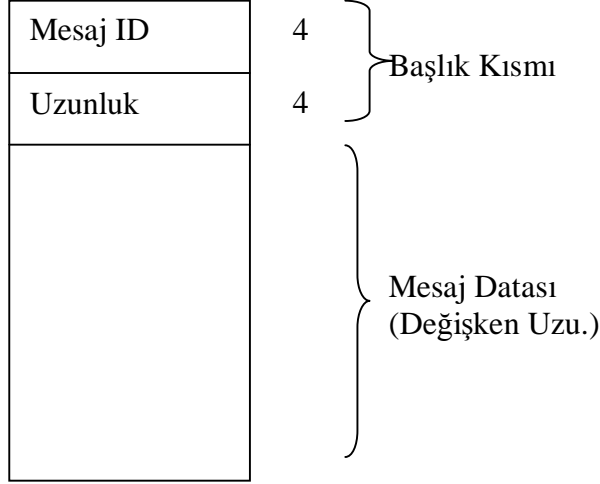 Mesaj ID 4
Başlık Kısmı
Uzunluk 4
Mesaj Datası
(Değişken Uzu.)